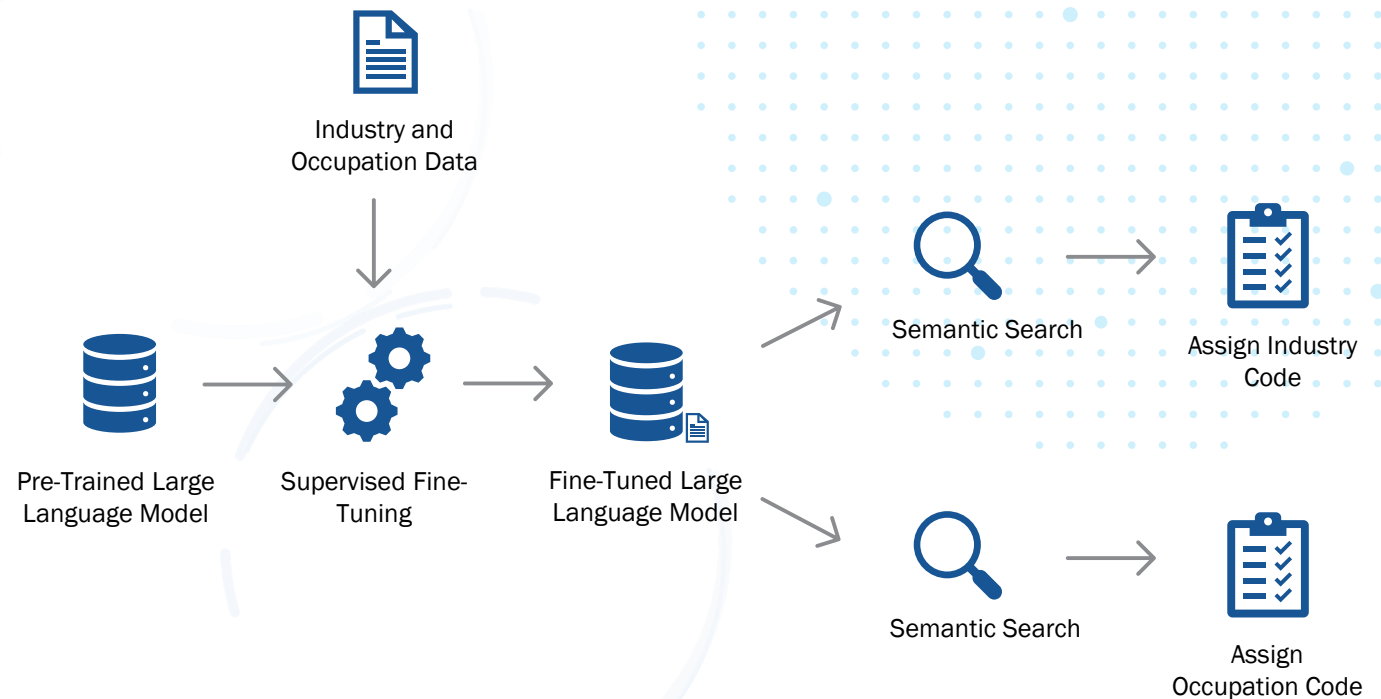 Industry and
Occupation Data
Pre-Trained Large
Language Model
Supervised Fine-
Tuning
Fine-Tuned Large
Language Model
Semantic Search
Assign Industry
Code
Semantic Search
Assign
Occupation Code